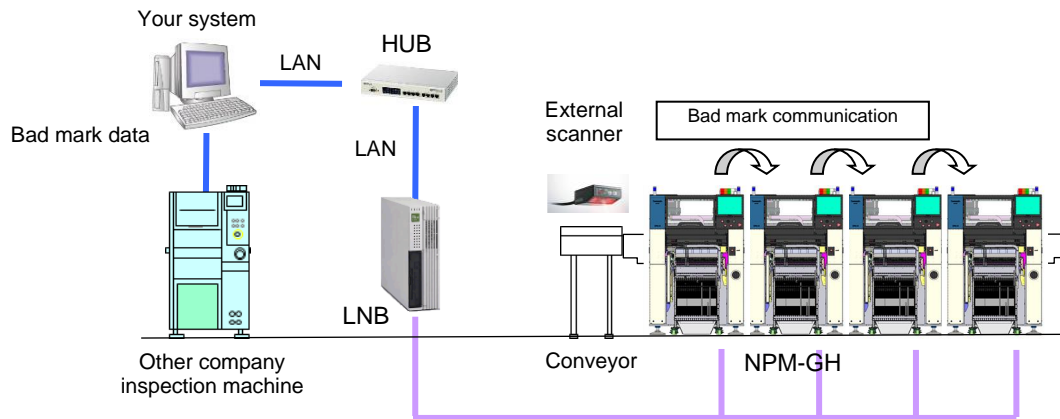 Your system
HUB
LAN
External
scanner
Bad mark communication
Bad mark data
LAN
LNB
Other company
inspection machine
Conveyor
NPM-GH